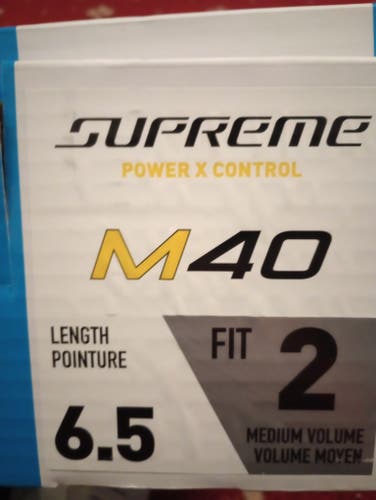 SUPREME
POWER X CONTROL
M40
LENGTH
POINTURE
6.5
FIT 2
MEDIUM VOLUME
VOLUME MOYEN